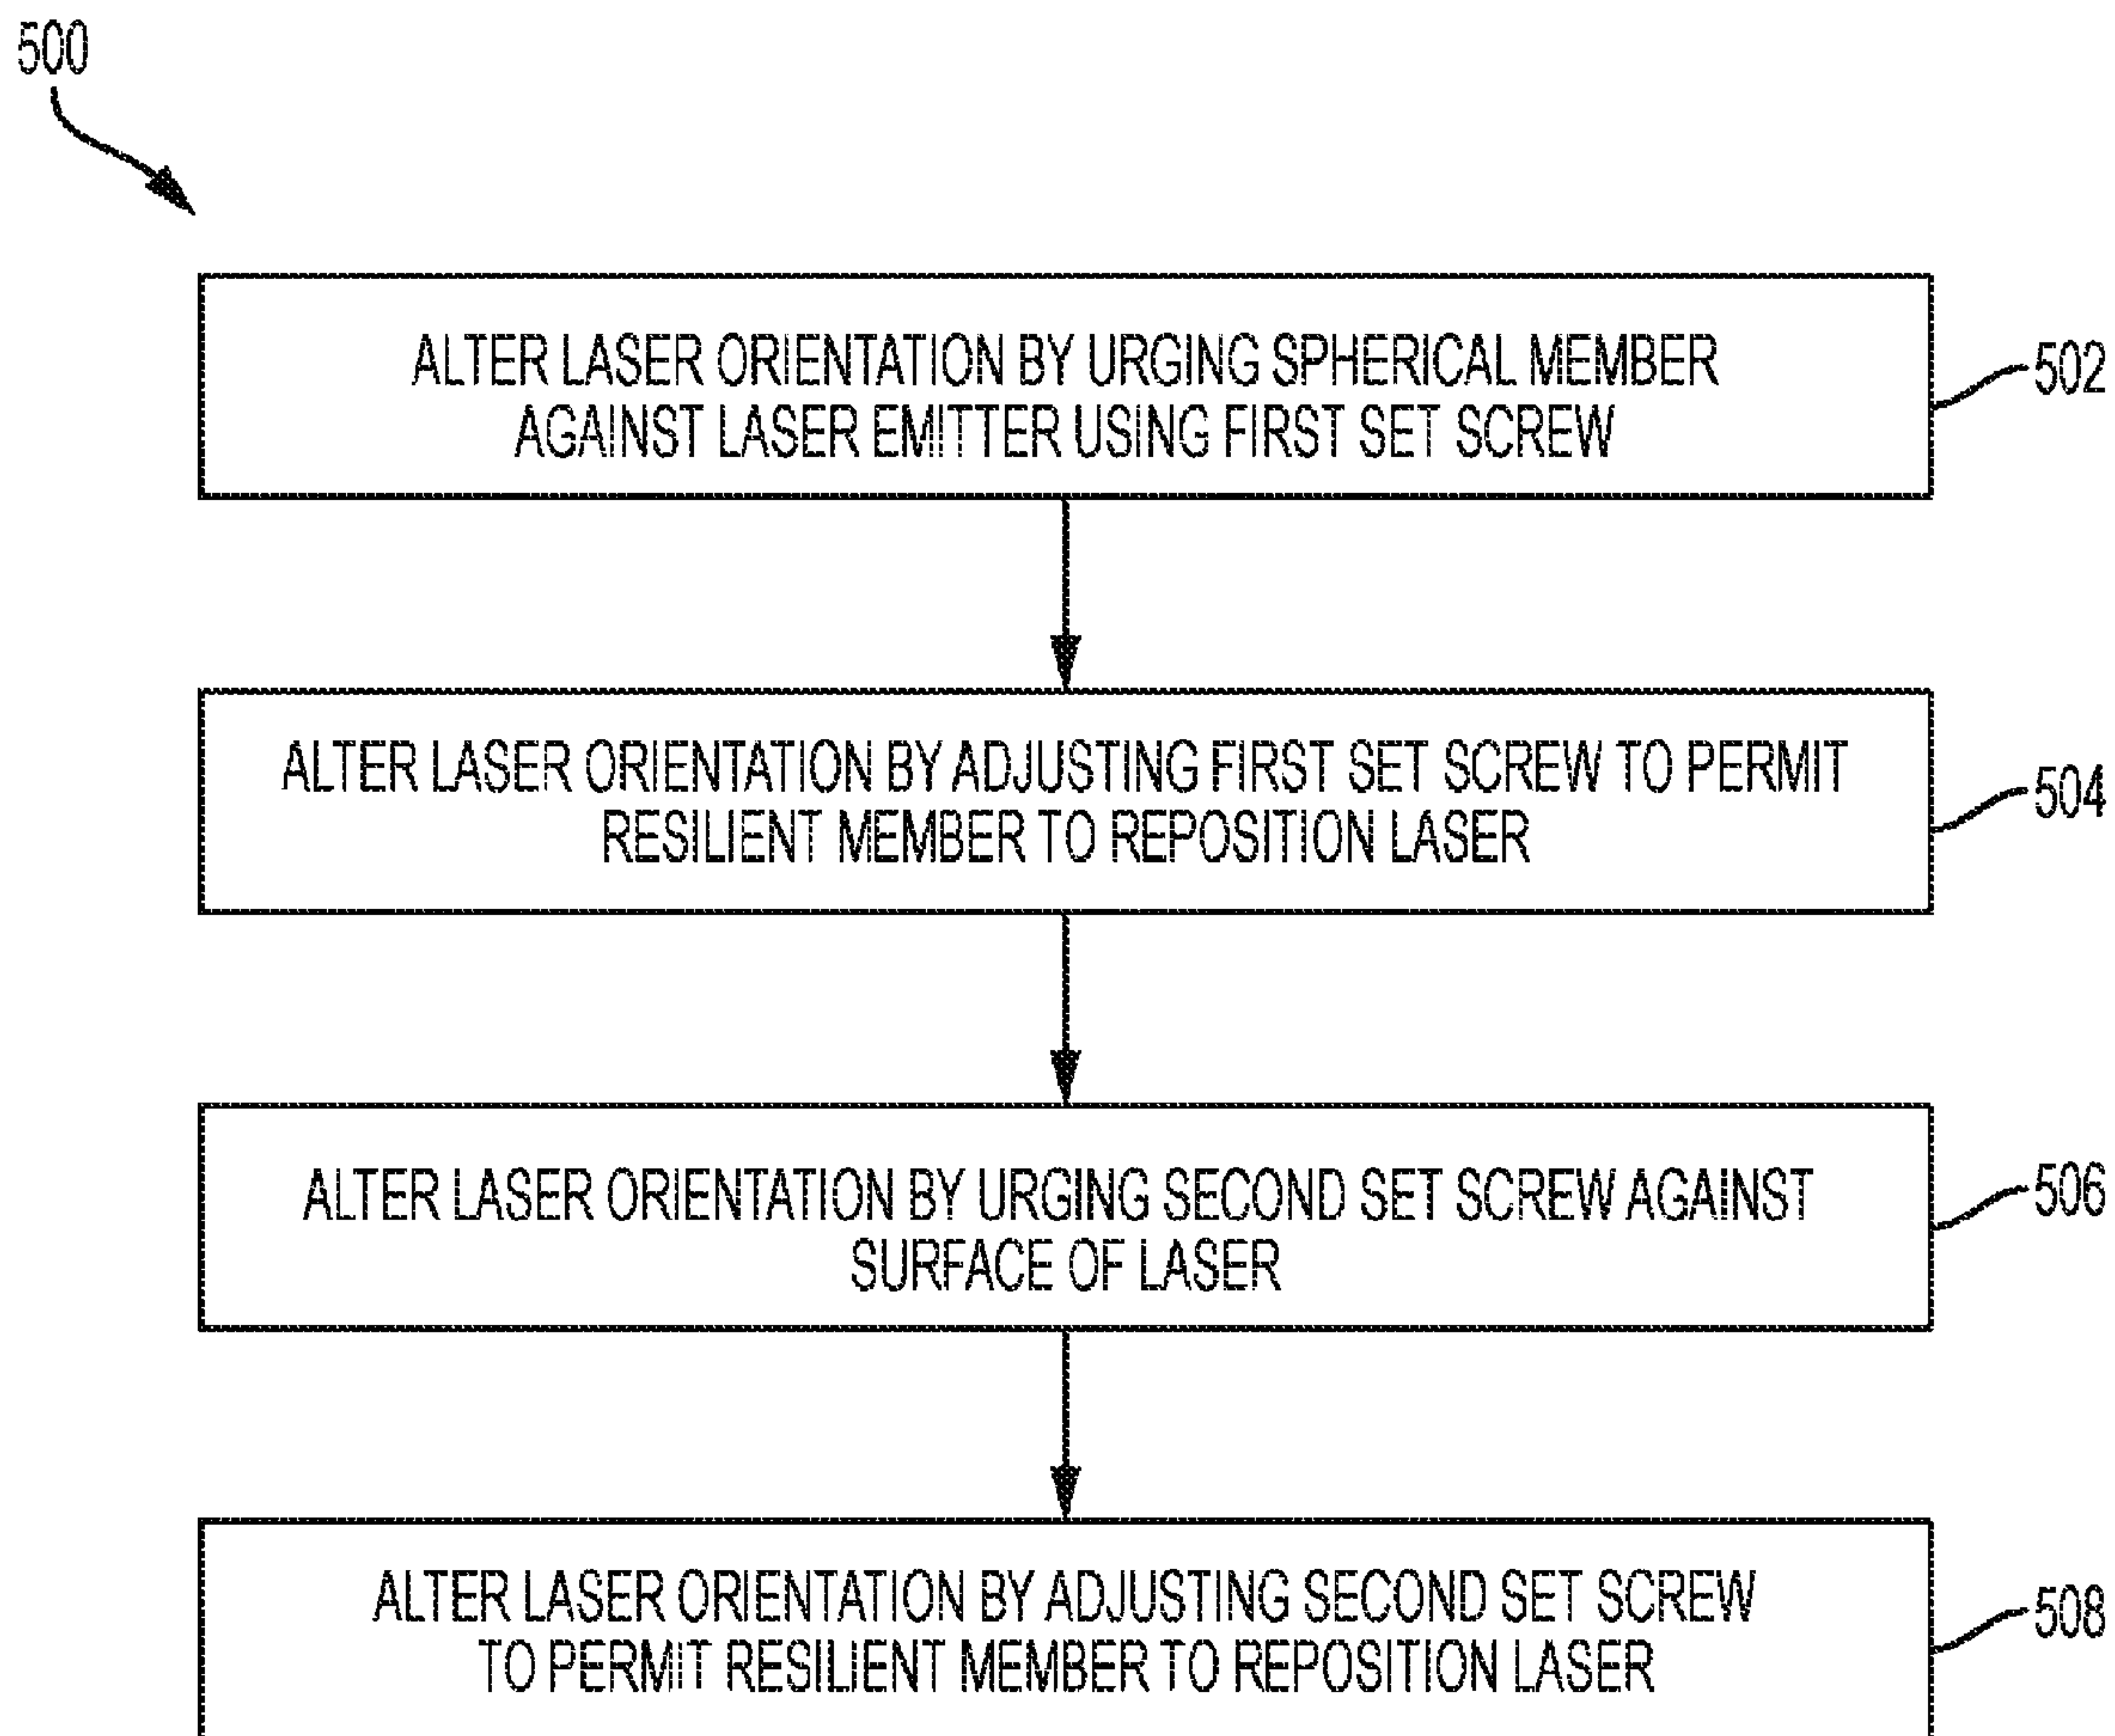 500
ALTER LASER ORIENTATION BY URGING SPHERICAL MEMBER
AGAINST LASER EMITTER USING FIRST SET SCREW
502
ALTER LASER ORIENTATION BY ADJUSTING FIRST SET SCREW TO PERMIT
RESILIENT MEMBER TO REPOSITION LASER
504
ALTER LASER ORIENTATION BY URGING SECOND SET SCREW AGAINST
SURFACE OF LASER
506
ALTER LASER ORIENTATION BY ADJUSTING SECOND SET SCREW
TO PERMIT RESILIENT MEMBER TO REPOSITION LASER
508